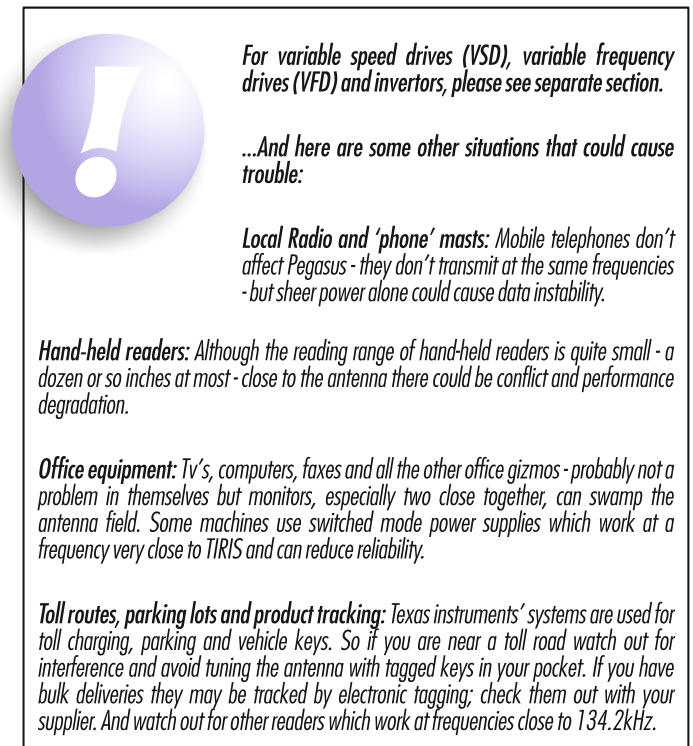 For variable speed drives (VSD), variable frequency
drives (VFD) and invertors, please see separate section.
...And here are some other situations that could cause
trouble:
Local Radio and ‘phone’ masts: Mobile telephones don’t
affect Pegasus - they don’t transmit at the same frequencies
- but sheer power alone could cause data instability.
Hand-held readers: Although the reading range of hand-held readers is quite small - a
dozen or so inches at most - close to the antenna there could be conflict and performance
degradation.
Office equipment: Tv’s, computers, faxes and all the other office gizmos - probably not a
problem in themselves but monitors, especially two close together, can swamp the
antenna field. Some machines use switched mode power supplies which work at a
frequency very close to TIRIS and can reduce reliability.
Toll routes, parking lots and product tracking: Texas instruments’ systems are used for
toll charging, parking and vehicle keys. So if you are near a toll road watch out for
interference and avoid tuning the antenna with tagged keys in your pocket. If you have
bulk deliveries they may be tracked by electronic tagging; check them out with your
supplier. And watch out for other readers which work at frequencies close to 134.2kHz.